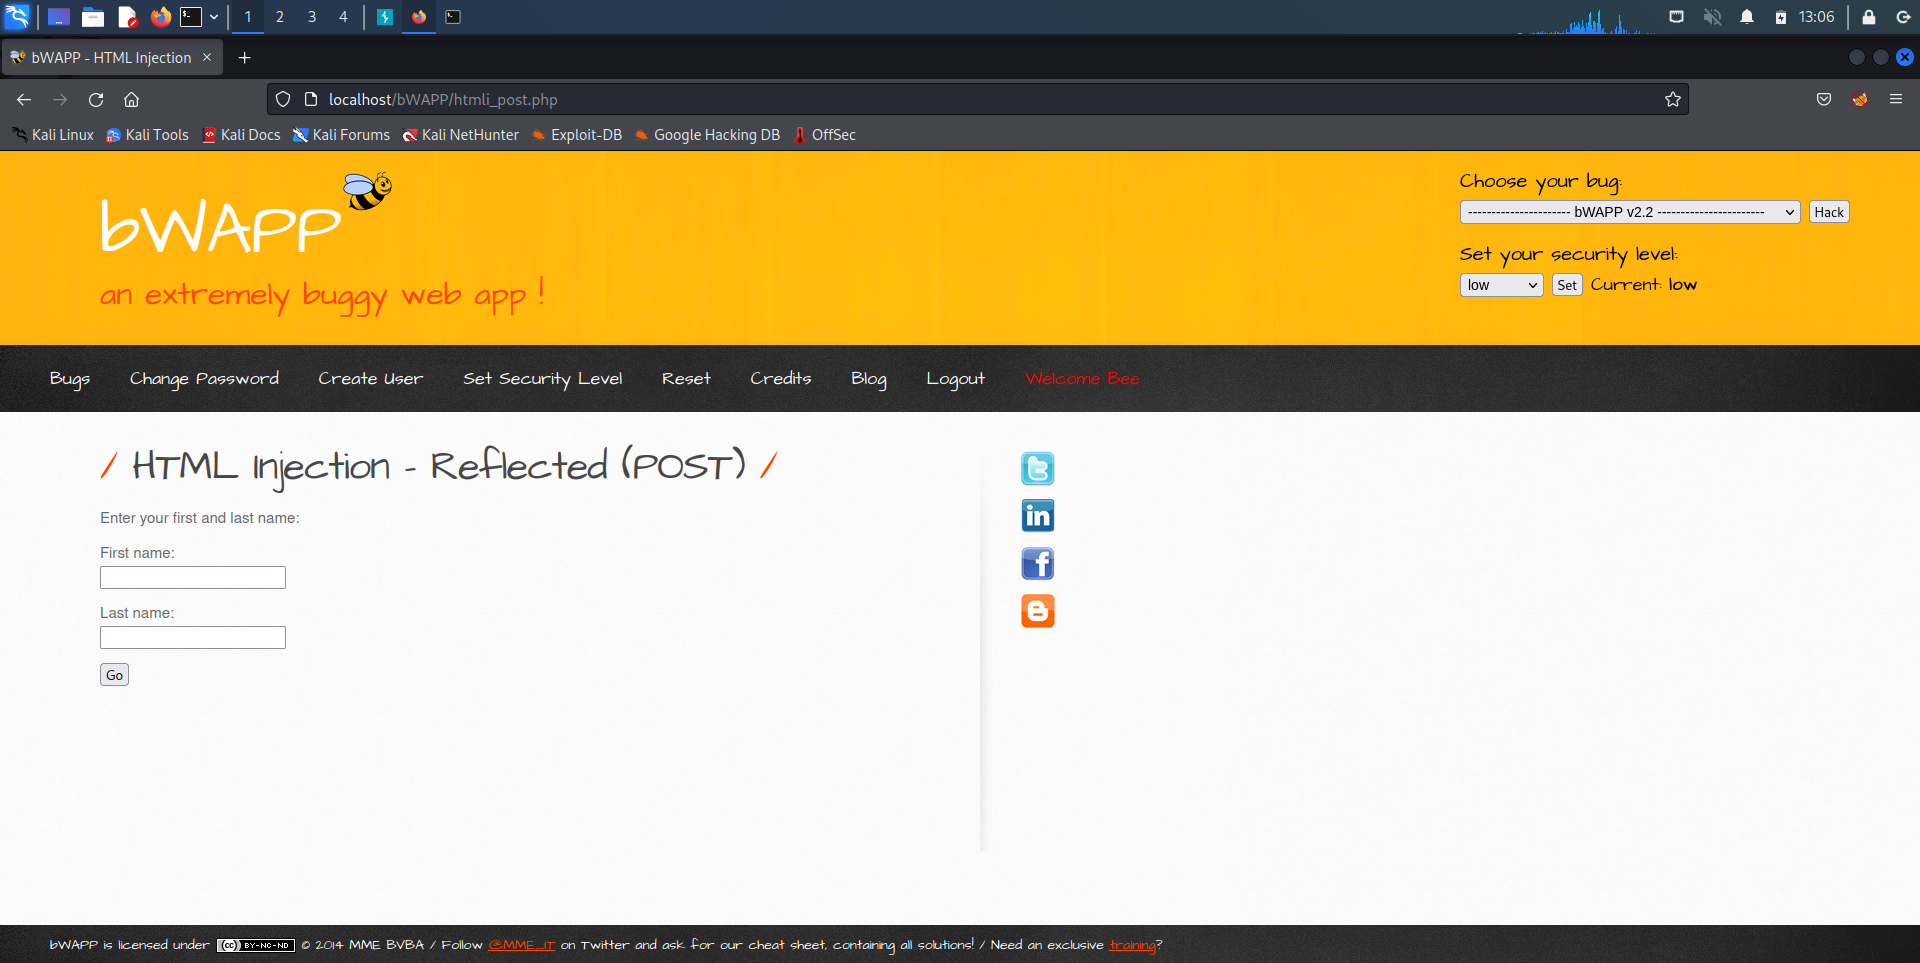 1 2 3 4 13:06
bWAPP - HTML Injection
localhost/bWAPP/htmli_post.php
Kali Linux Kali Tools Kali Docs Kali Forums Kali NetHunter Exploit-DB Google Hacking DB OffSec
bWAPP
an extremely buggy web app !
Choose your bug:
---------------------- bWAPP v2.2 ----------------------- Hack
Set your security level:
low Set Current: low
Bugs Change Password Create User Set Security Level Reset Credits Blog Logout Welcome Bee
/ HTML Injection - Reflected (POST) /
Enter your first and last name:
First name:
Last name:
Go
bWAPP is licensed under (cc) BY-NC-ND © 2014 MME BVBA / Follow @MME_IT on Twitter and ask for our cheat sheet, containing all solutions! / Need an exclusive training?